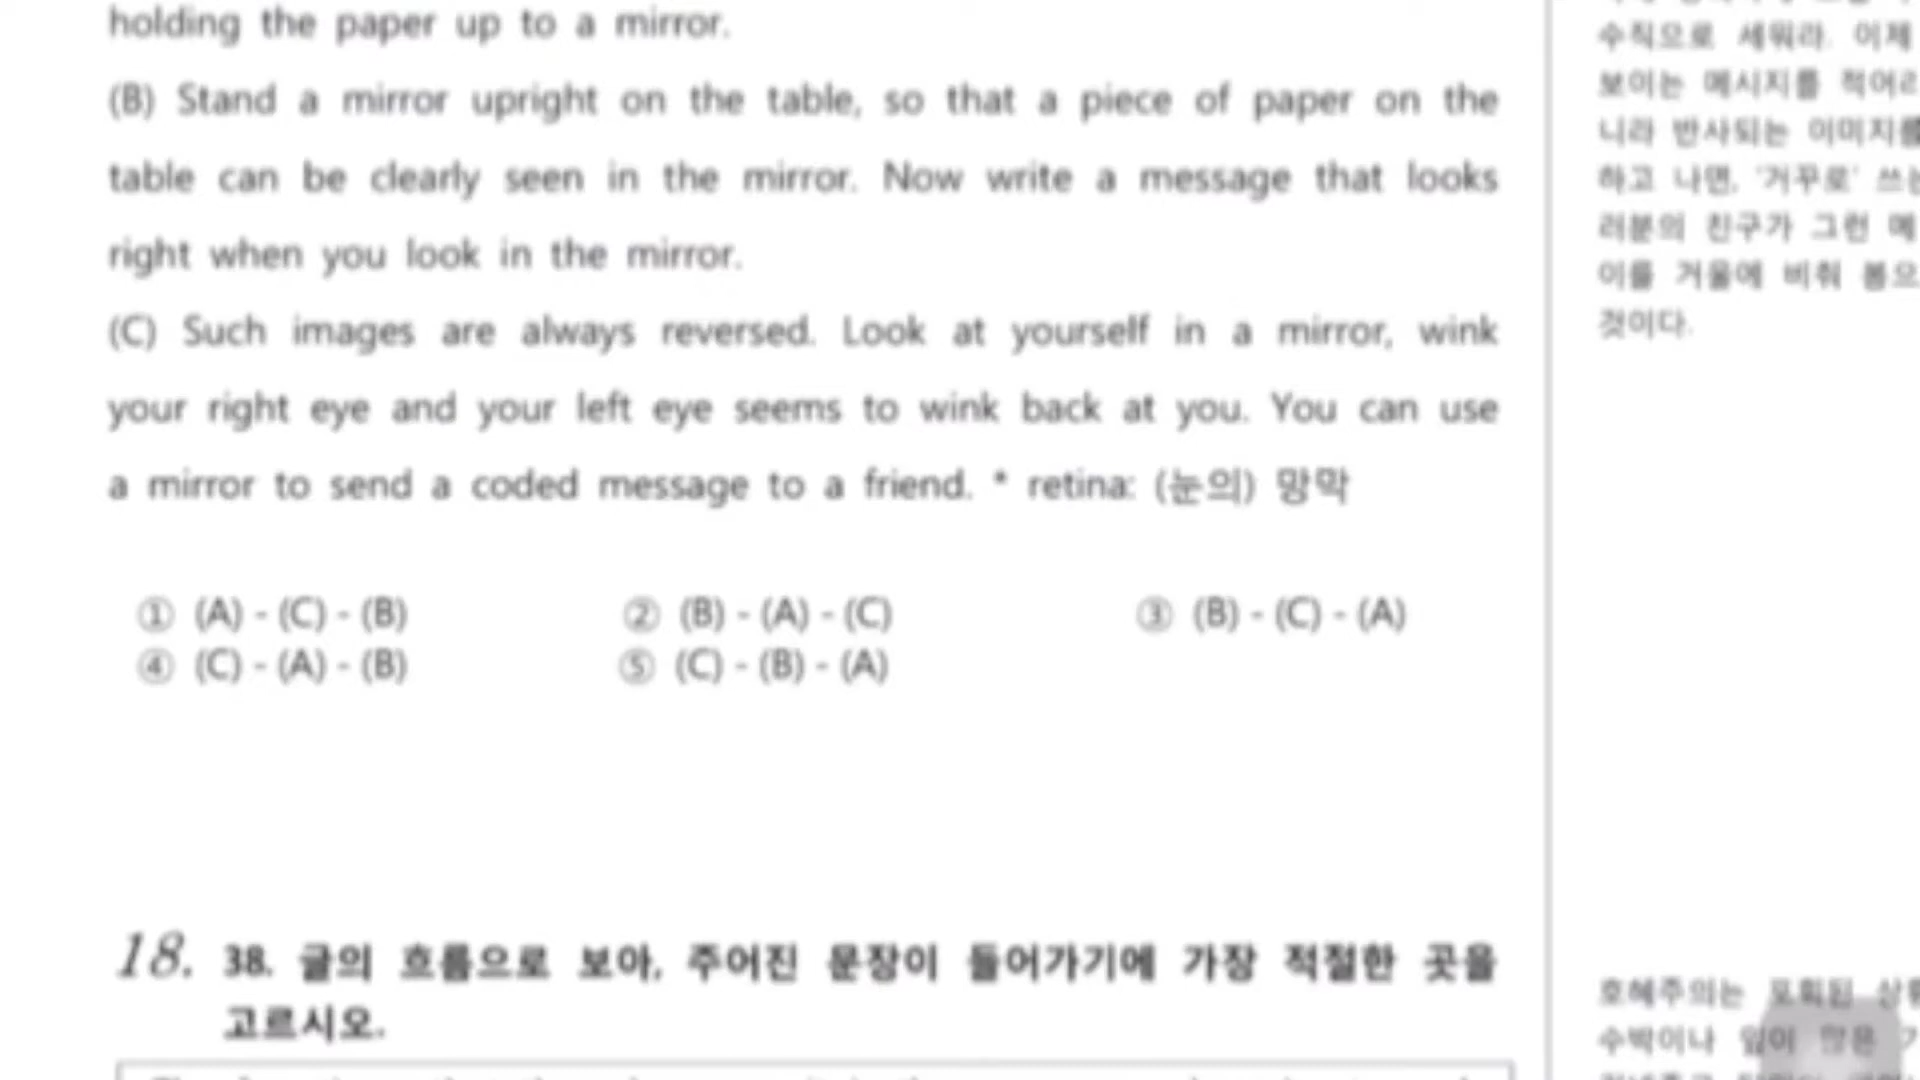 holding the paper up to a mirror.
(B) Stand a mirror upright on the table, so that a piece of paper on the
table can be clearly seen in the mirror. Now write a message that looks
right when you look in the mirror.
(C) Such images are always reversed. Look at yourself in a mirror, wink
your right eye and your left eye seems to wink back at you. You can use
a mirror to send a coded message to a friend. * retina: (눈의) 망막
① (A) - (C) - (B) ② (B) - (A) - (C) ③ (B) - (C) - (A)
④ (C) - (A) - (B) ⑤ (C) - (B) - (A)
18. 38. 글의 흐름으로 보아, 주어진 문장이 들어가기에 가장 적절한 곳을
고르시오.
수직으로 세워라. 이제
보이는 메시지를
니라 반사되는 이미지를
하고 나면, '거꾸로'
러분의 친구가 그런 메
이를 거울에 비춰 봄으
것이다.
호혜주의는 포획된
수박이나 많은